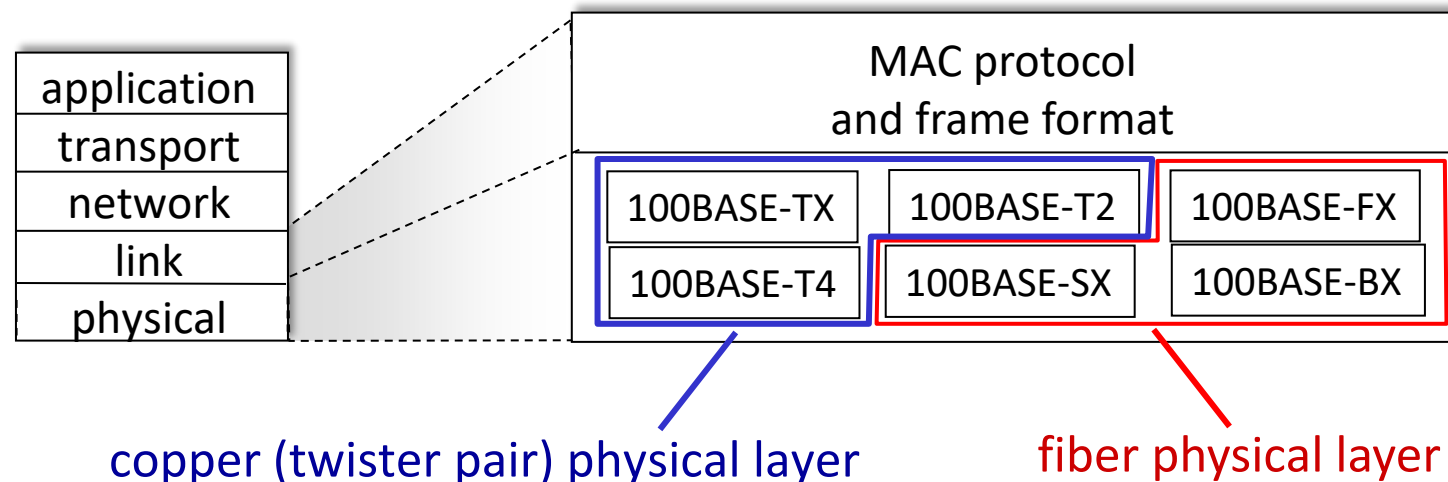 application
transport
network
link
physical
MAC protocol
and frame format
100BASE-TX
100BASE-T2
100BASE-FX
100BASE-T4
100BASE-SX
100BASE-BX
copper (twister pair) physical layer
fiber physical layer